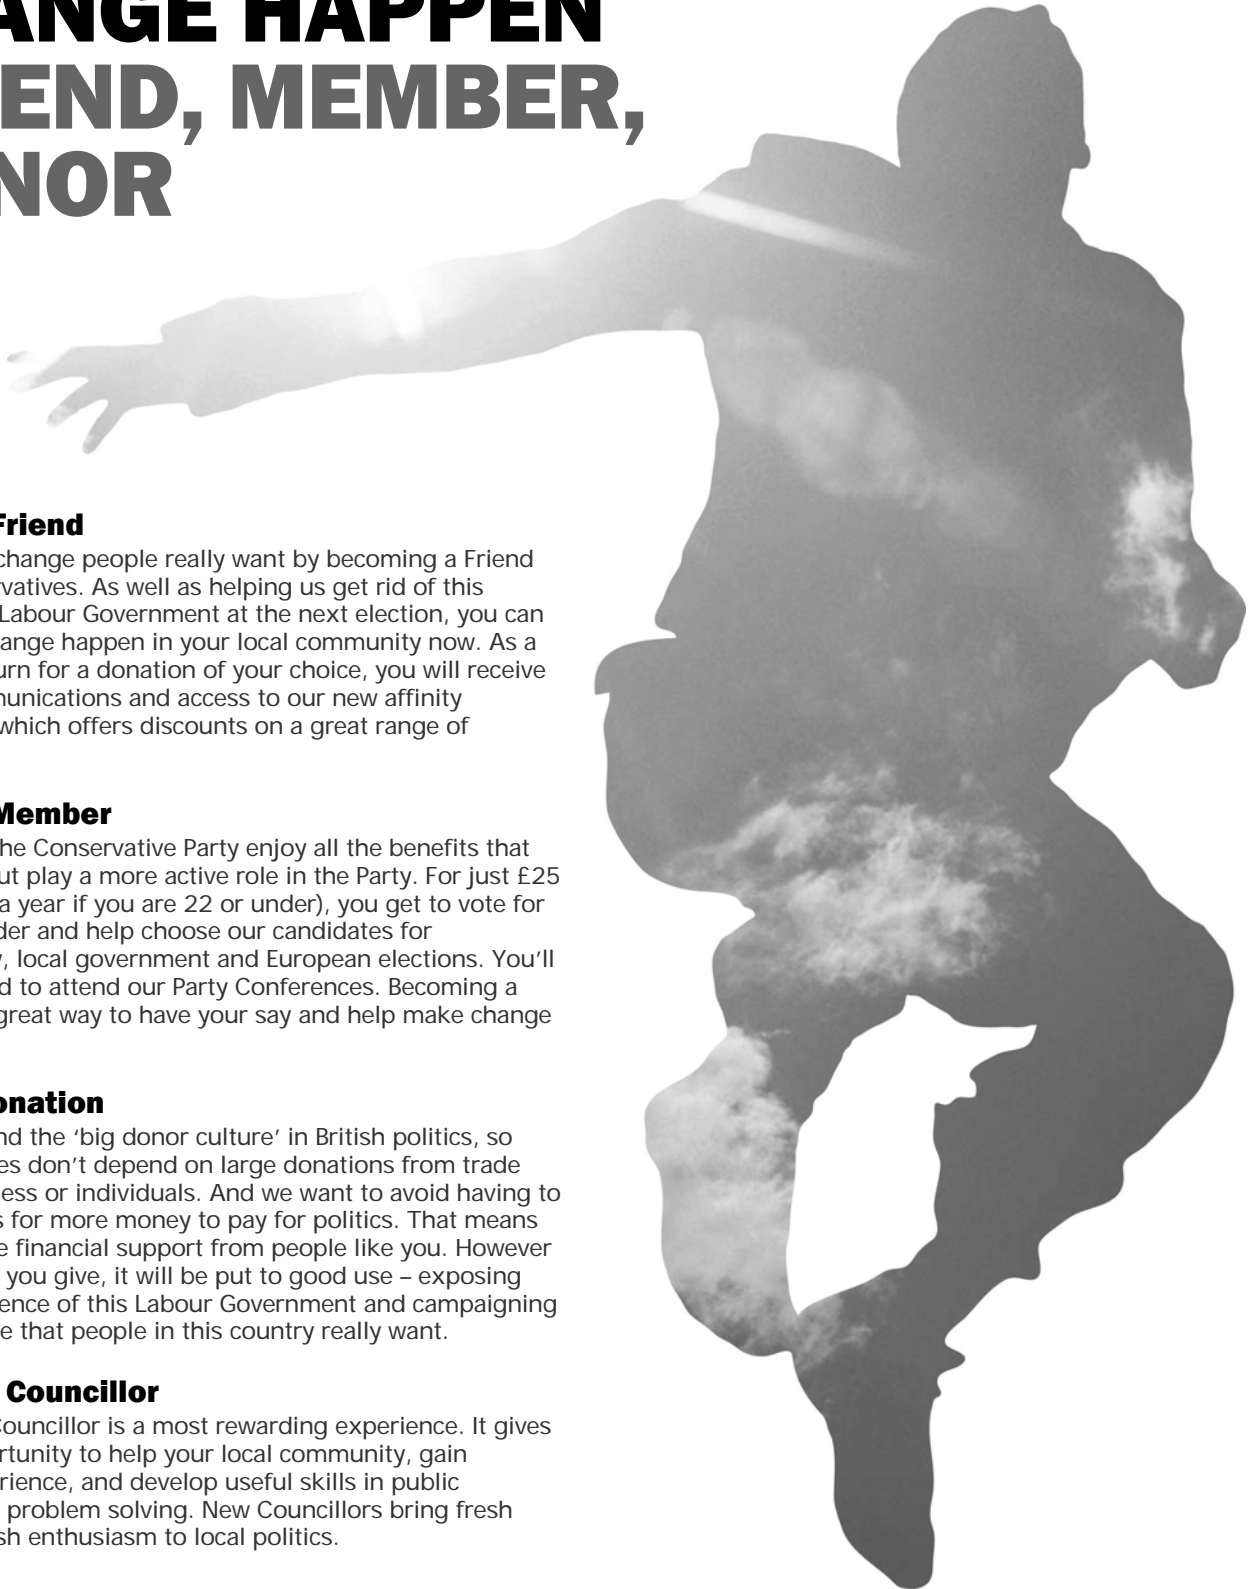 ANGE HAPPEN
END, MEMBER,
NOR
Friend
change people really want by becoming a Friend
rvatives. As well as helping us get rid of this
Labour Government at the next election, you can
ange happen in your local community now. As a
urn for a donation of your choice, you will receive
munications and access to our new affinity
which offers discounts on a great range of
Member
he Conservative Party enjoy all the benefits that
ut play a more active role in the Party. For just £25
a year if you are 22 or under), you get to vote for
der and help choose our candidates for
, local government and European elections. You’ll
d to attend our Party Conferences. Becoming a
great way to have your say and help make change
onation
nd the ‘big donor culture’ in British politics, so
es don’t depend on large donations from trade
ess or individuals. And we want to avoid having to
s for more money to pay for politics. That means
e financial support from people like you. However
you give, it will be put to good use – exposing
ence of this Labour Government and campaigning
e that people in this country really want.
Councillor
Councillor is a most rewarding experience. It gives
rtunity to help your local community, gain
rience, and develop useful skills in public
problem solving. New Councillors bring fresh
sh enthusiasm to local politics.